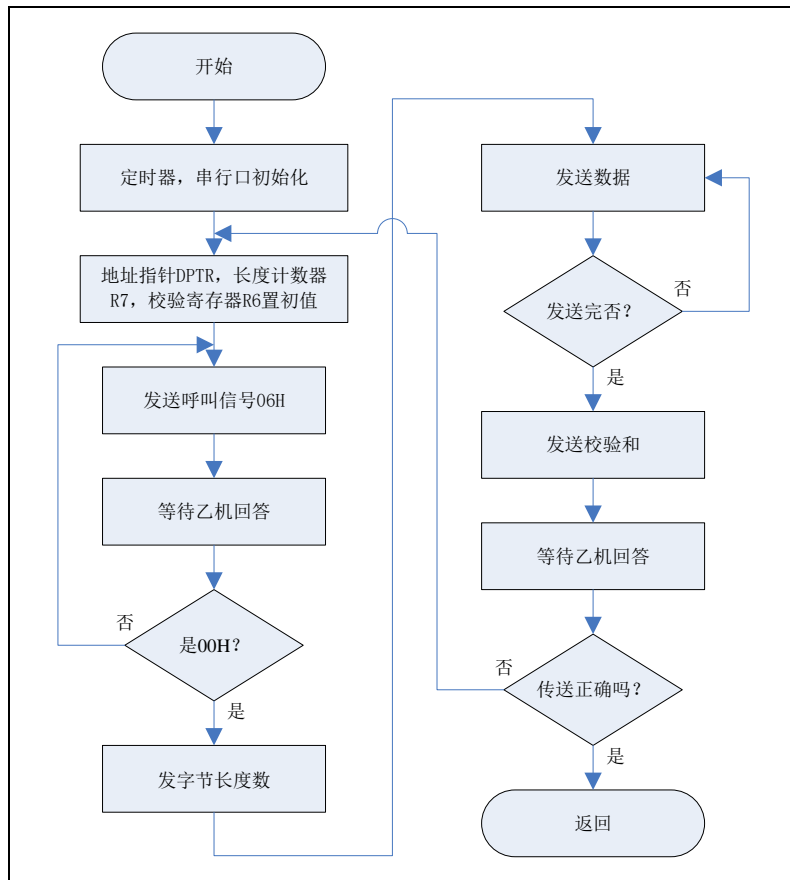 开始
定时器，串行口初始化
地址指针DPTR，长度计数器
R7，校验寄存器R6置初值
发送呼叫信号06H
等待乙机回答
否
是00H？
是
发字节长度数
发送数据
否
发送完否？
是
发送校验和
等待乙机回答
否
传送正确吗？
是
返回